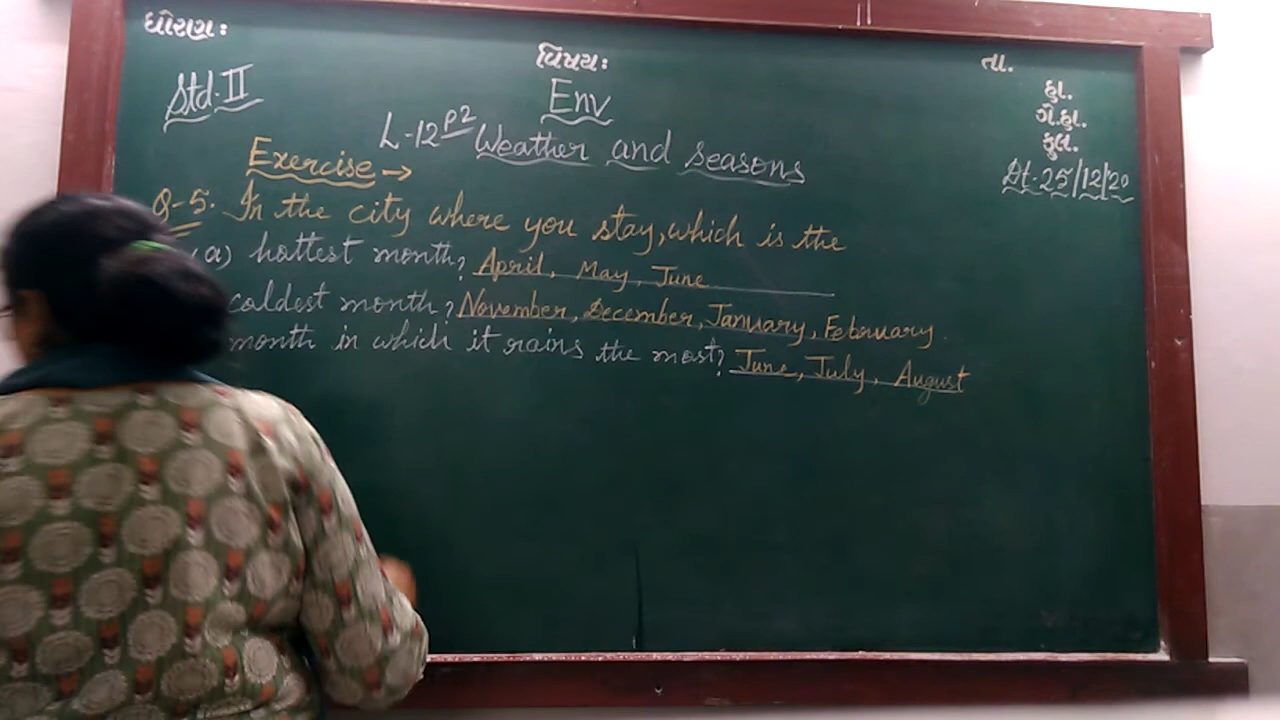 ધોરણ:
વિષય:
તા.
Std. II
Env
હા.
ગે.હા.
કુલ.
L-12 P2 Weather and seasons
Dt. 25/12/20
Exercise →
Q-5. In the city where you stay, which is the
(a) hottest month? April, May, June
coldest month? November, December, January, February.
month in which it rains the most? June, July, August